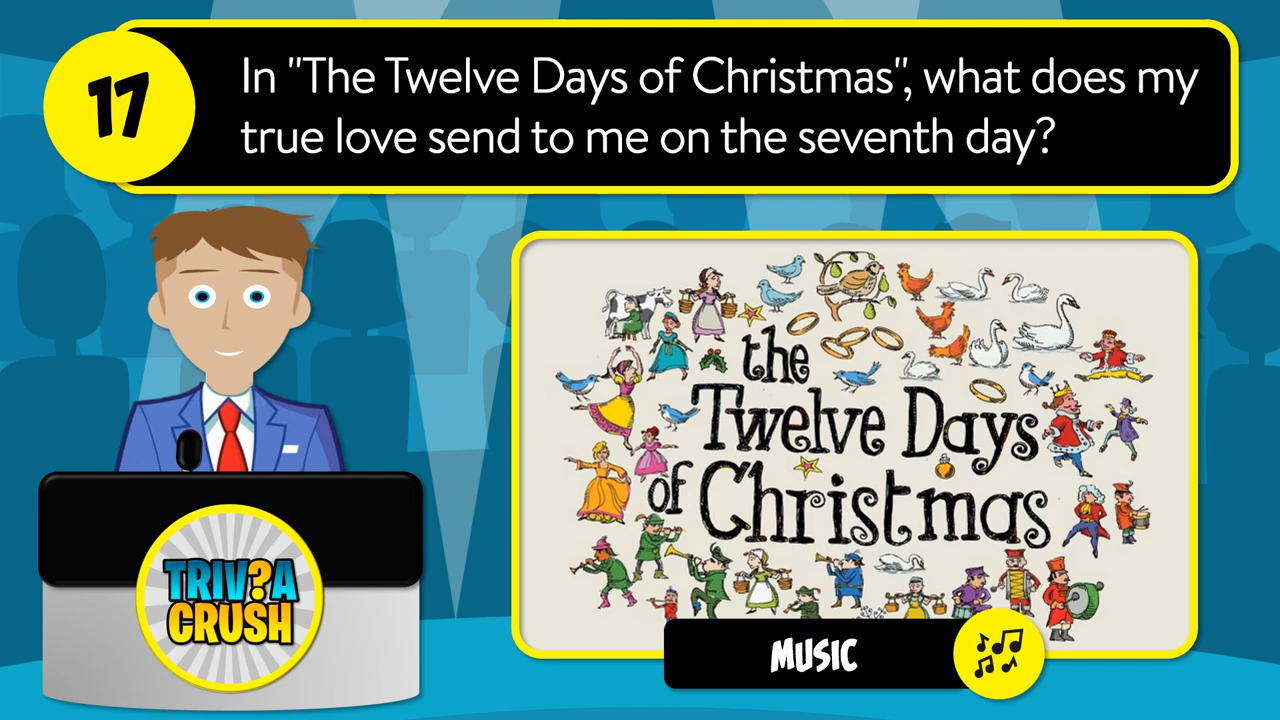 17
In "The Twelve Days of Christmas", what does my
true love send to me on the seventh day?
the
Twelve Days
of Christmas
TRIV?A
CRUSH
MUSIC